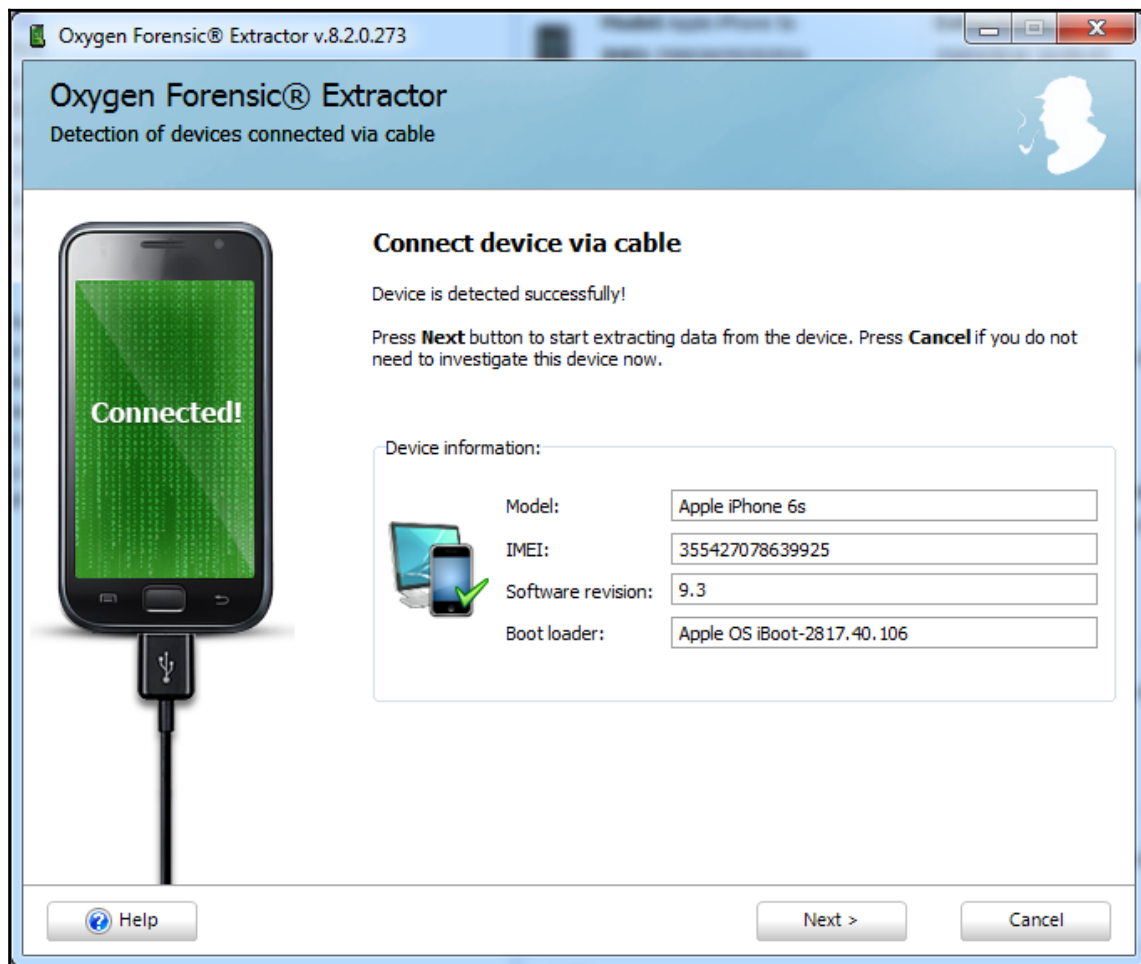 Oxygen Forensic® Extractor v.8.2.0.273
Oxygen Forensic® Extractor
Detection of devices connected via cable
Connected!
Connect device via cable
Device is detected successfully!
Press Next button to start extracting data from the device. Press Cancel if you do not
need to investigate this device now.
Device information:
Model: Apple iPhone 6s
IMEI: 355427078639925
Software revision: 9.3
Boot loader: Apple OS iBoot-2817.40.106
Help
Next >
Cancel